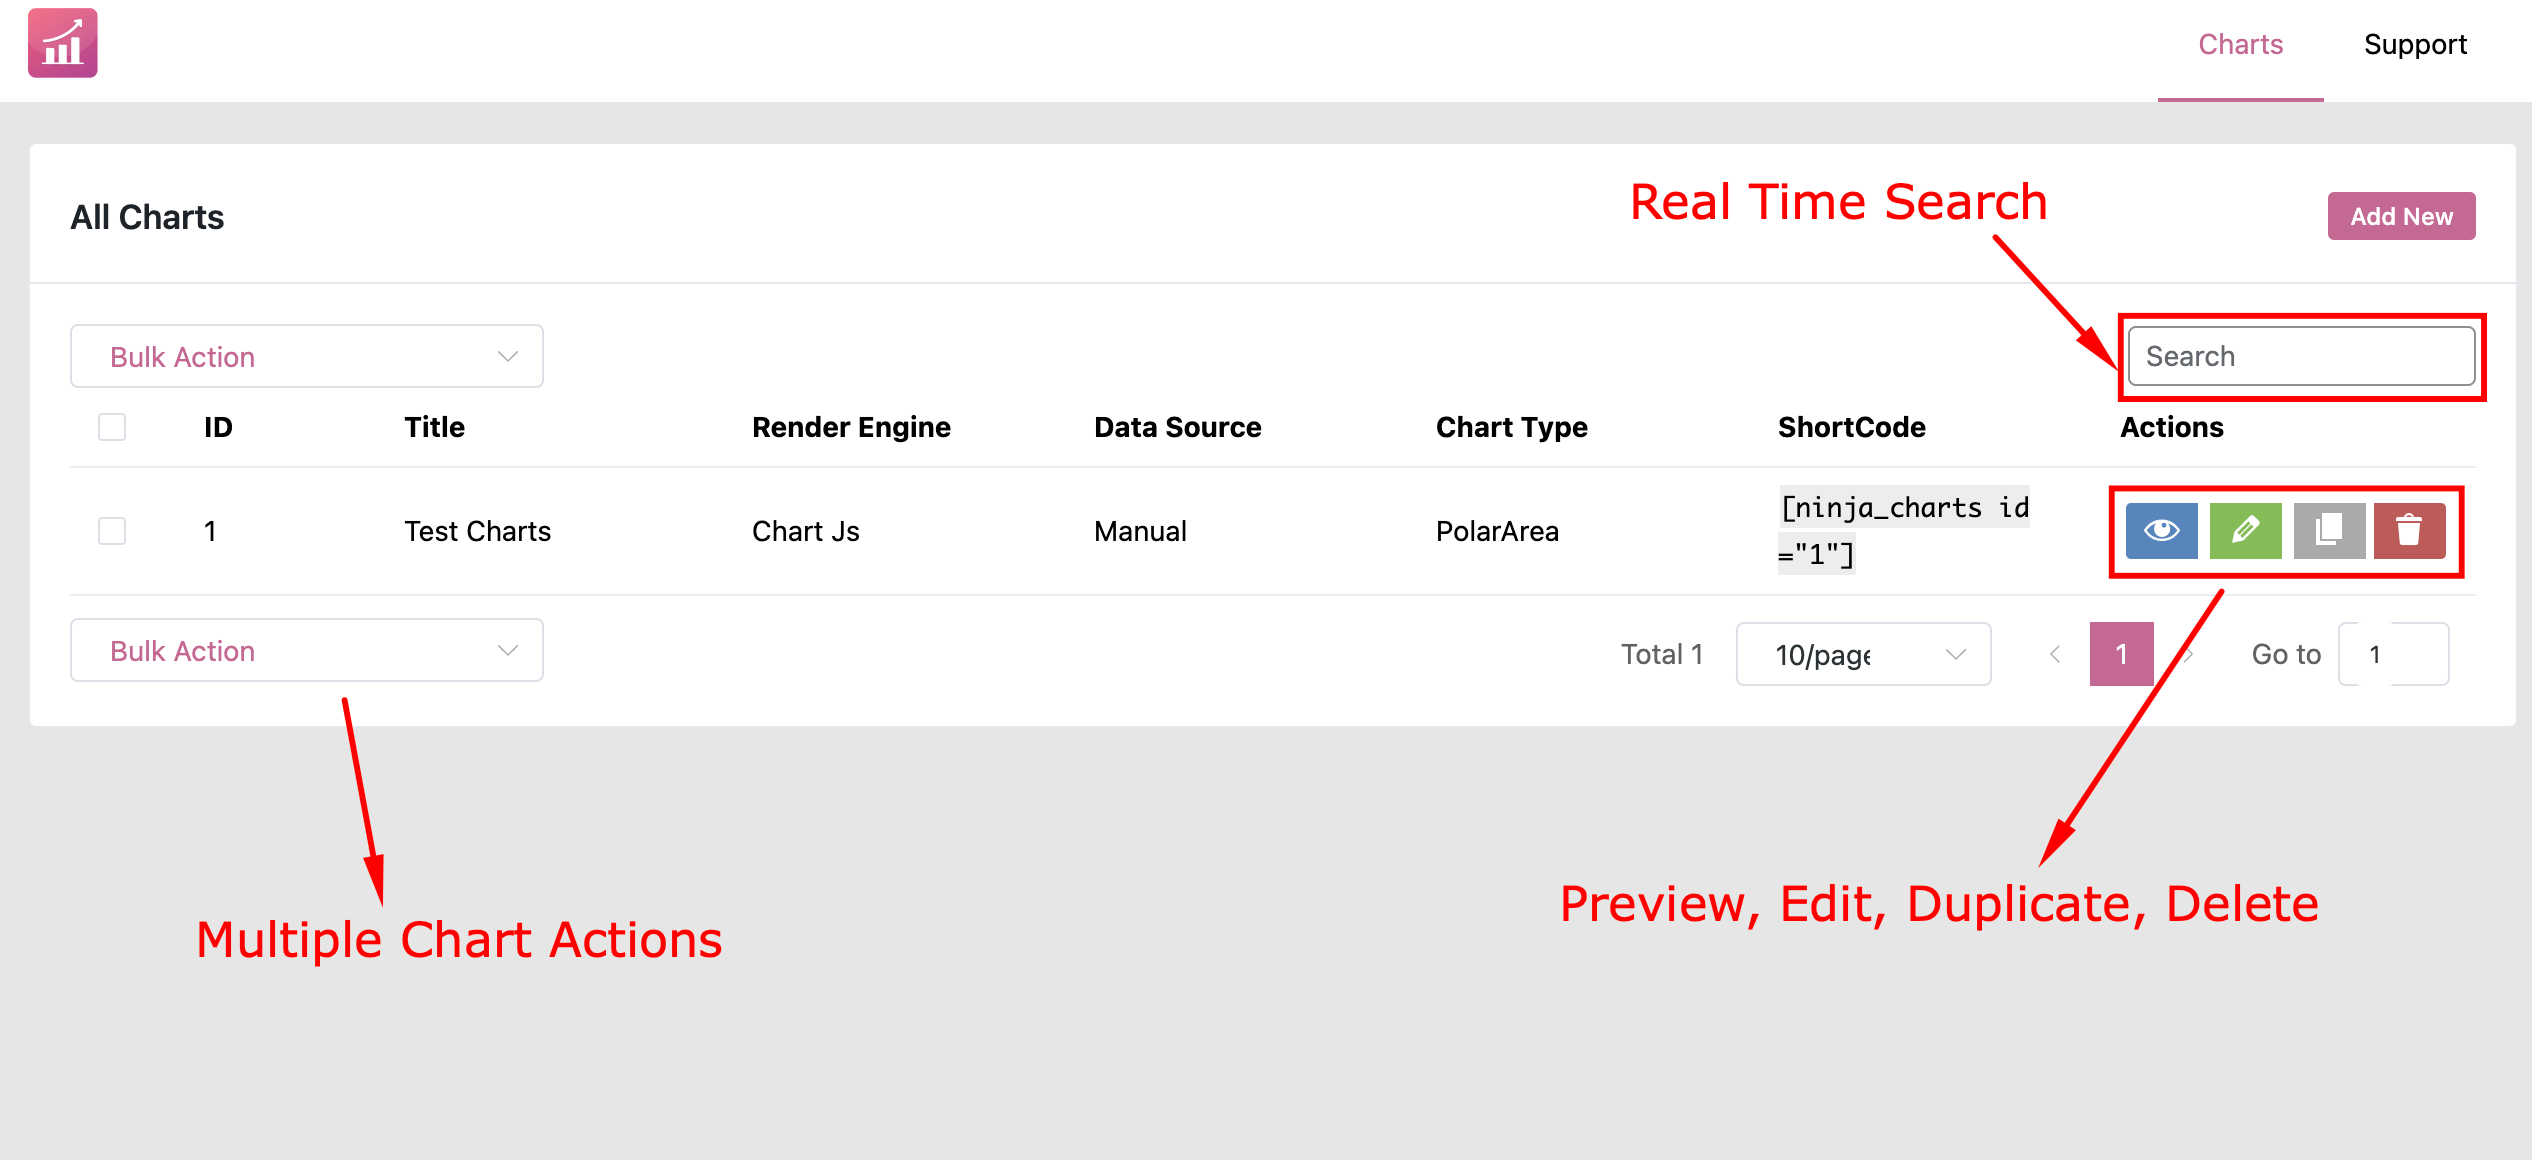 Charts Support
All Charts
Real Time Search
Add New
Bulk Action
Search
ID Title Render Engine Data Source Chart Type ShortCode Actions
1 Test Charts Chart Js Manual PolarArea [ninja_charts id
="1"]
Bulk Action
Total 1 10/page 1 Go to 1
Preview, Edit, Duplicate, Delete
Multiple Chart Actions